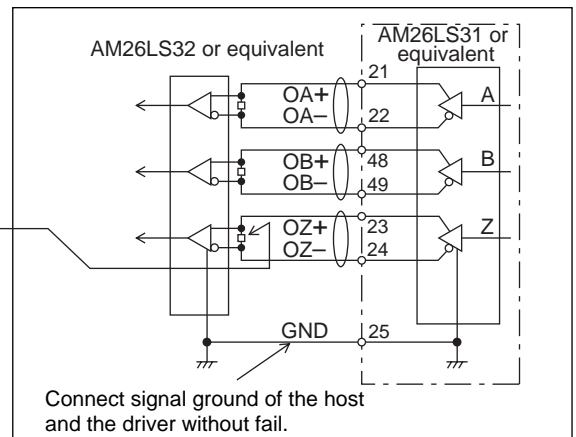 AM26LS32 or equivalent
AM26LS31 or
equivalent
21
OA+
A
OA−
22
OB+
48
B
OB−
49
OZ+
23
Z
OZ−
24
GND
25
Connect signal ground of the host
and the driver without fail.